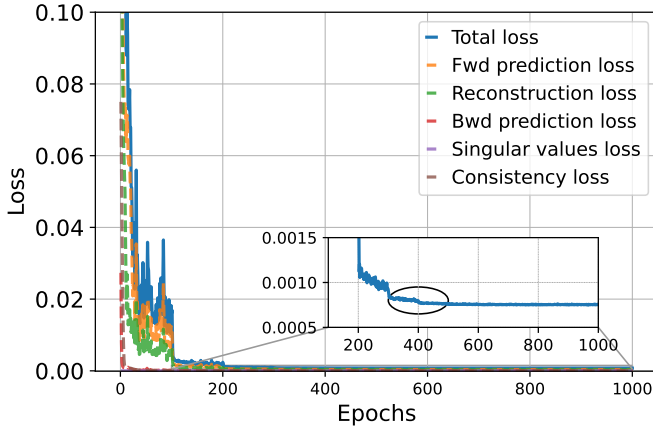 0.10
0.08
0.06
0.04
0.02
0.00
Loss
Total loss
Fwd prediction loss
Reconstruction loss
Bwd prediction loss
Singular values loss
Consistency loss
0.0015
0.0010
0.0005
200 400 600 800 1000
0 200 400 600 800 1000
Epochs